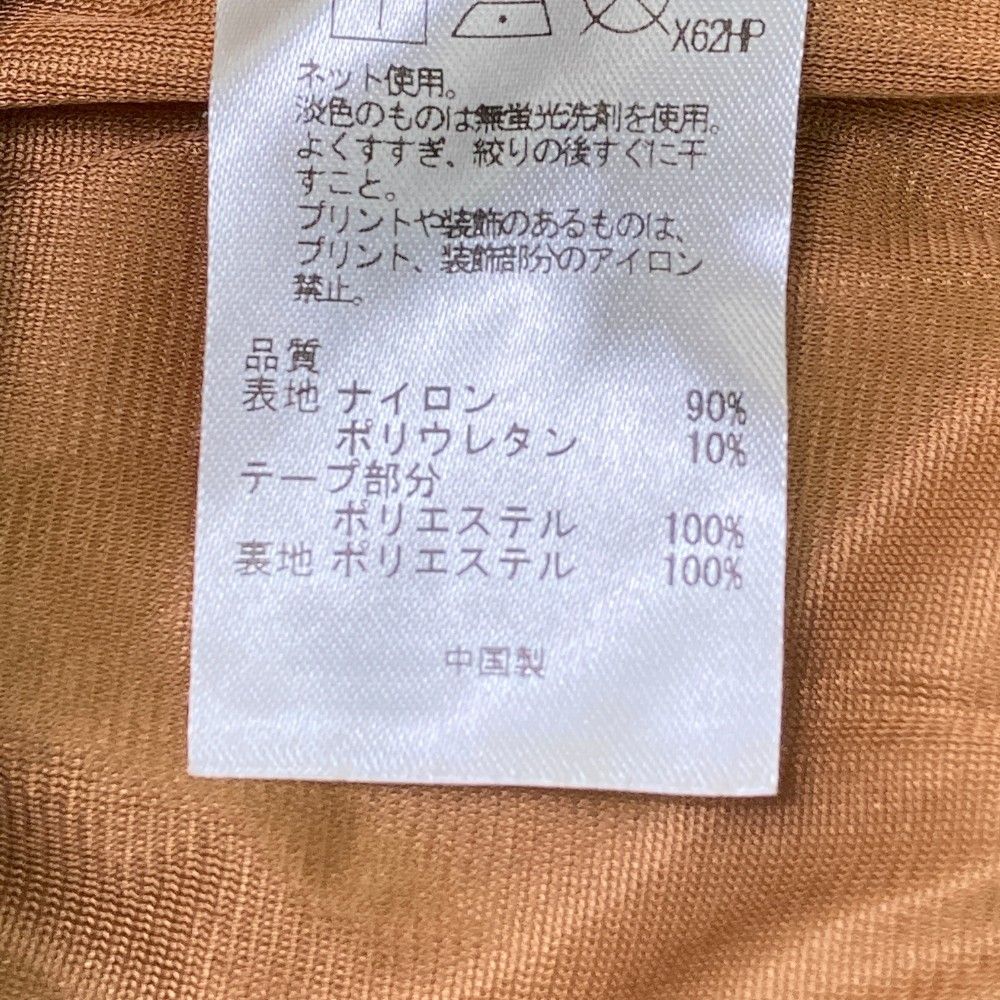 X62HP
ネット使用。
淡色のものは無蛍光洗剤を使用。
よくすすぎ、絞りの後すぐに干
すこと。
プリントや装飾のあるものは、
プリント、装飾部分のアイロン
禁止。
品質
表地 ナイロン 90%
ポリウレタン 10%
テープ部分
ポリエステル 100%
裏地 ポリエステル 100%
中国製